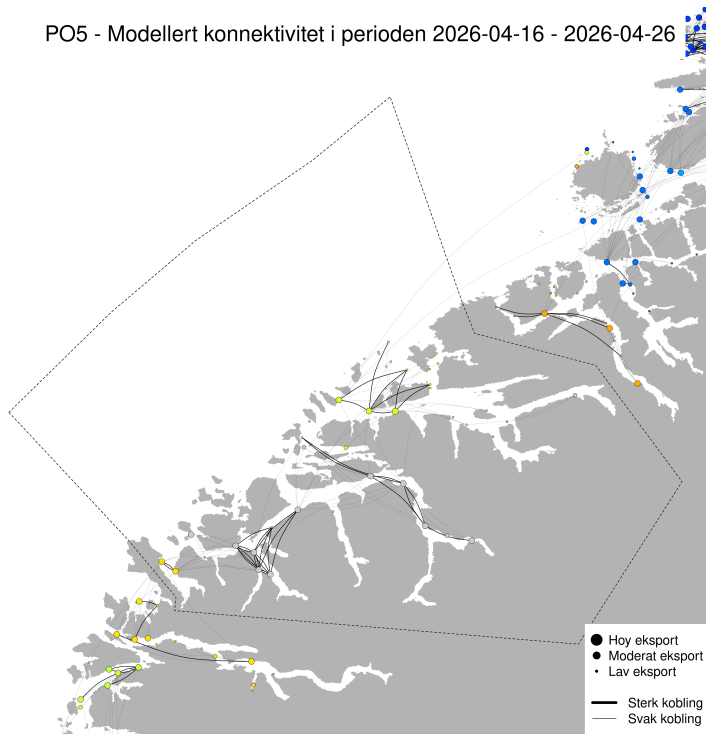 PO5 - Modellert konnektivitet i perioden 2026-04-16 - 2026-04-26
Hoy eksport
Moderat eksport
Lav eksport
Sterk kobling
Svak kobling